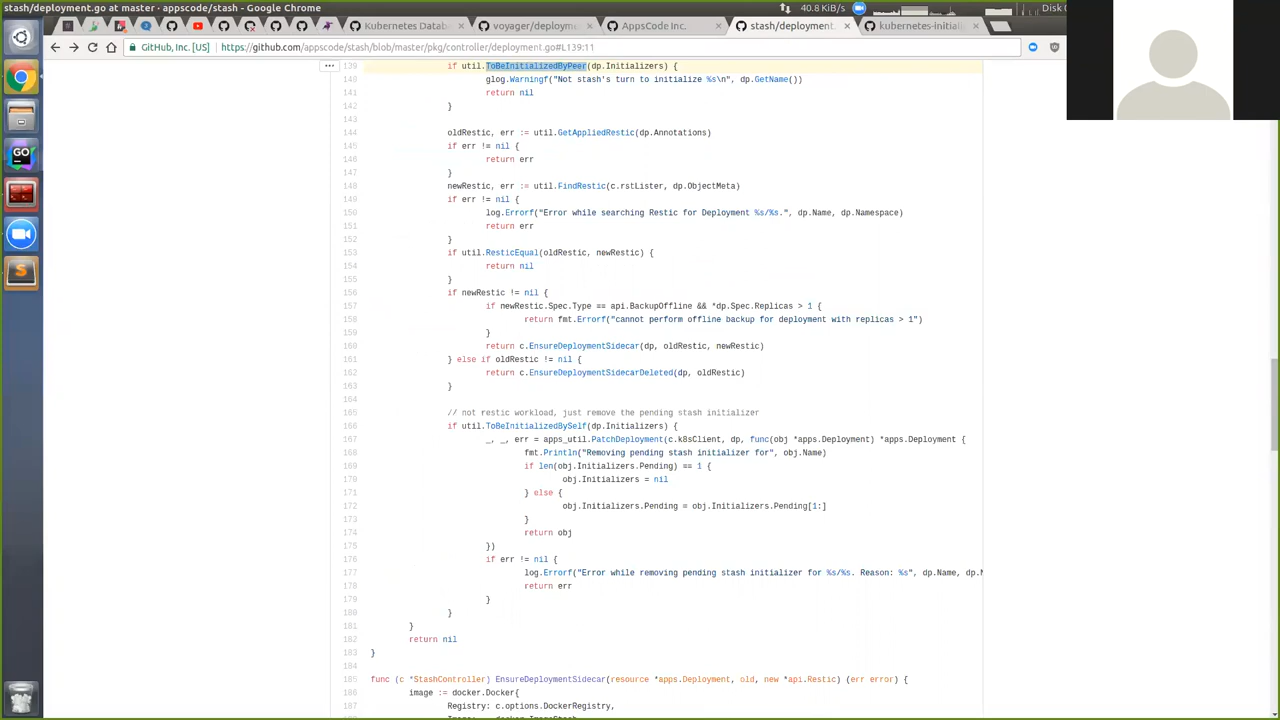 stash/deployment.go at master · appscode/stash - Google Chrome
40.8 KiB/s
Disk
Kubernetes Datab
voyager/deploym
AppsCode Inc.
stash/deployment.
kubernetes-initial
GitHub, Inc. [US]
https://github.com/appscode/stash/blob/master/pkg/controller/deployment.go#L139:11
139 if util.ToBeInitializedByPeer(dp.Initializers) {
140 glog.Warningf("Not stash's turn to initialize %s\n", dp.GetName())
141 return nil
142 }
143
144 oldRestic, err := util.GetAppliedRestic(dp.Annotations)
145 if err != nil {
146 return err
147 }
148 newRestic, err := util.FindRestic(c.rstLister, dp.ObjectMeta)
149 if err != nil {
150 log.Errorf("Error while searching Restic for Deployment %s/%s.", dp.Name, dp.Namespace)
151 return err
152 }
153 if util.ResticEqual(oldRestic, newRestic) {
154 return nil
155 }
156 if newRestic != nil {
157 if newRestic.Spec.Type == api.BackupOffline && *dp.Spec.Replicas > 1 {
158 return fmt.Errorf("cannot perform offline backup for deployment with replicas > 1")
159 }
160 return c.EnsureDeploymentSidecar(dp, oldRestic, newRestic)
161 } else if oldRestic != nil {
162 return c.EnsureDeploymentSidecarDeleted(dp, oldRestic)
163 }
164
165 // not restic workload, just remove the pending stash initializer
166 if util.ToBeInitializedBySelf(dp.Initializers) {
167 _, _, err = apps_util.PatchDeployment(c.k8sClient, dp, func(obj *apps.Deployment) *apps.Deployment {
168 fmt.Println("Removing pending stash initializer for", obj.Name)
169 if len(obj.Initializers.Pending) == 1 {
170 obj.Initializers = nil
171 } else {
172 obj.Initializers.Pending = obj.Initializers.Pending[1:]
173 }
174 return obj
175 })
176 if err != nil {
177 log.Errorf("Error while removing pending stash initializer for %s/%s. Reason: %s", dp.Name, dp.N
178 return err
179 }
180 }
181 }
182 return nil
183 }
184
185 func (c *StashController) EnsureDeploymentSidecar(resource *apps.Deployment, old, new *api.Restic) (err error) {
186 image := docker.Docker{
187 Registry: c.options.DockerRegistry,